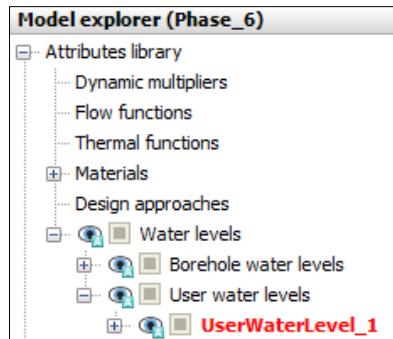 Model explorer (Phase_6)
Attributes library
Dynamic multipliers
Flow functions
Thermal functions
Materials
Design approaches
Water levels
Borehole water levels
User water levels
UserWaterLevel_1